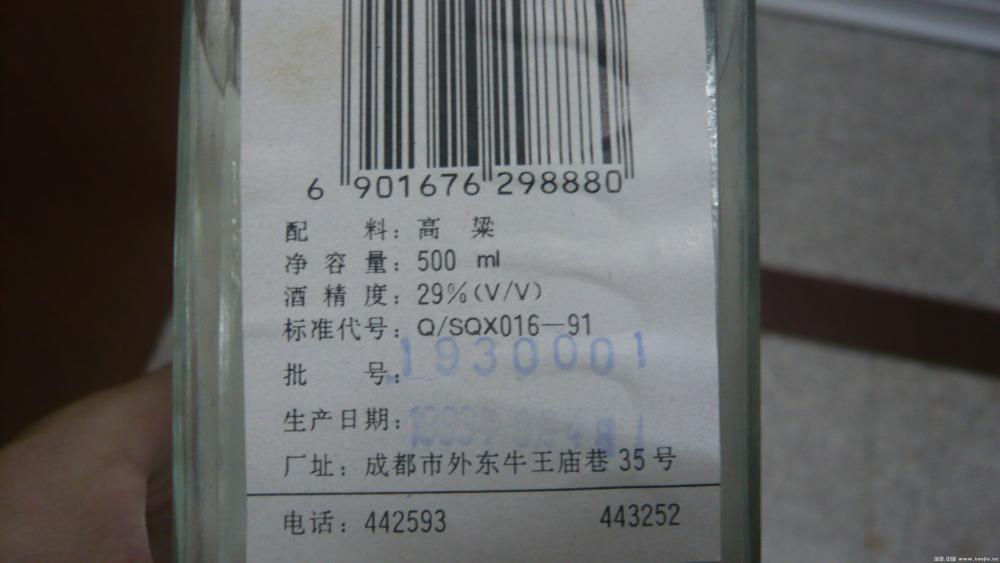 6 901676 298880
配 料：高 粱
净 容 量：500 ml
酒 精 度：29%(V/V)
标准代号：Q/SQX016—91
批 号：1930001
生产日期：
厂址：成都市外东牛王庙巷 35 号
电话：442593 443252